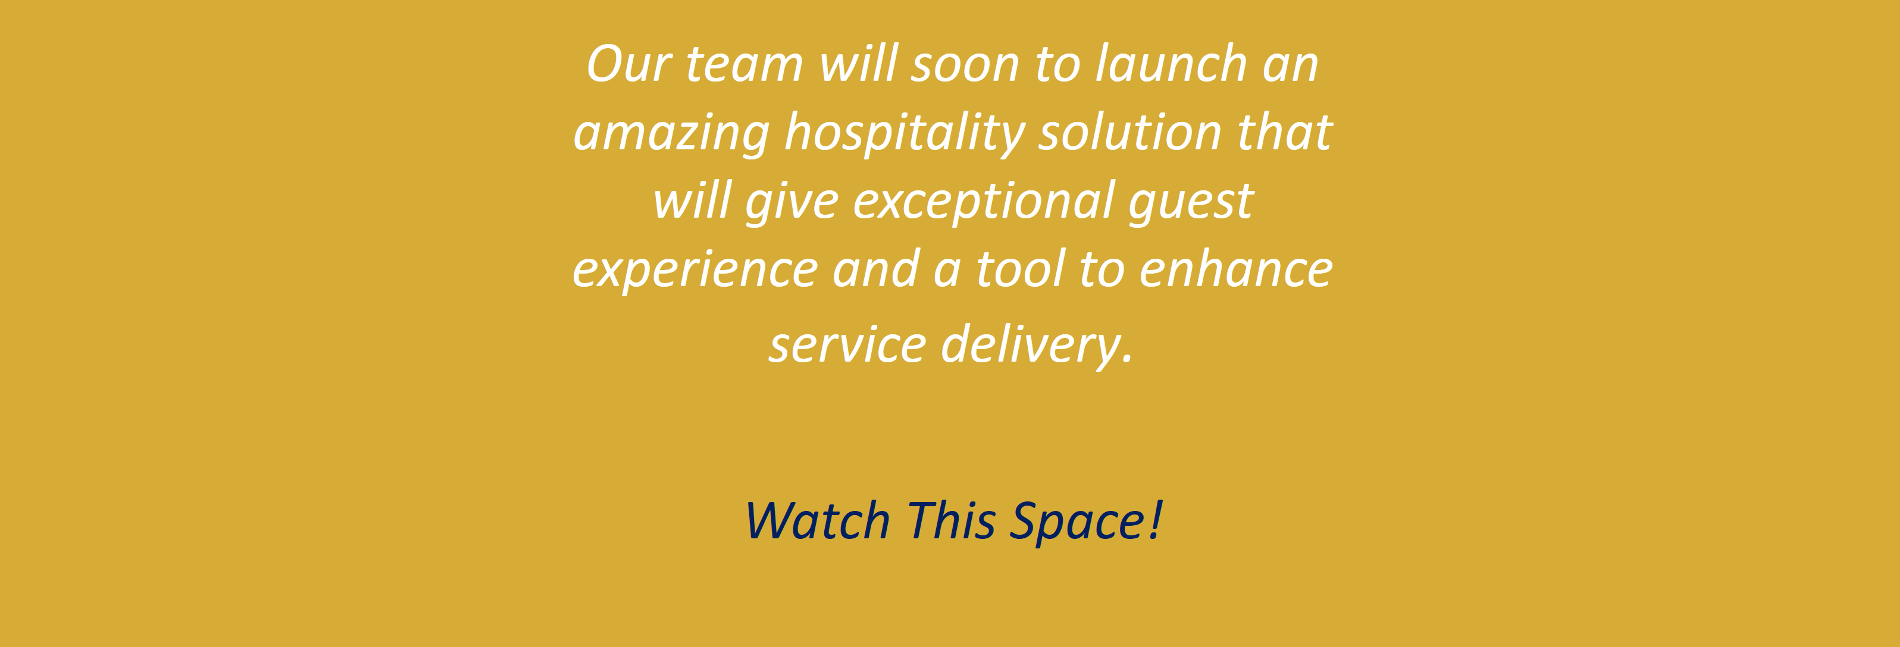 Our team will soon to launch an
amazing hospitality solution that
will give exceptional guest
experience and a tool to enhance
service delivery.
Watch This Space!